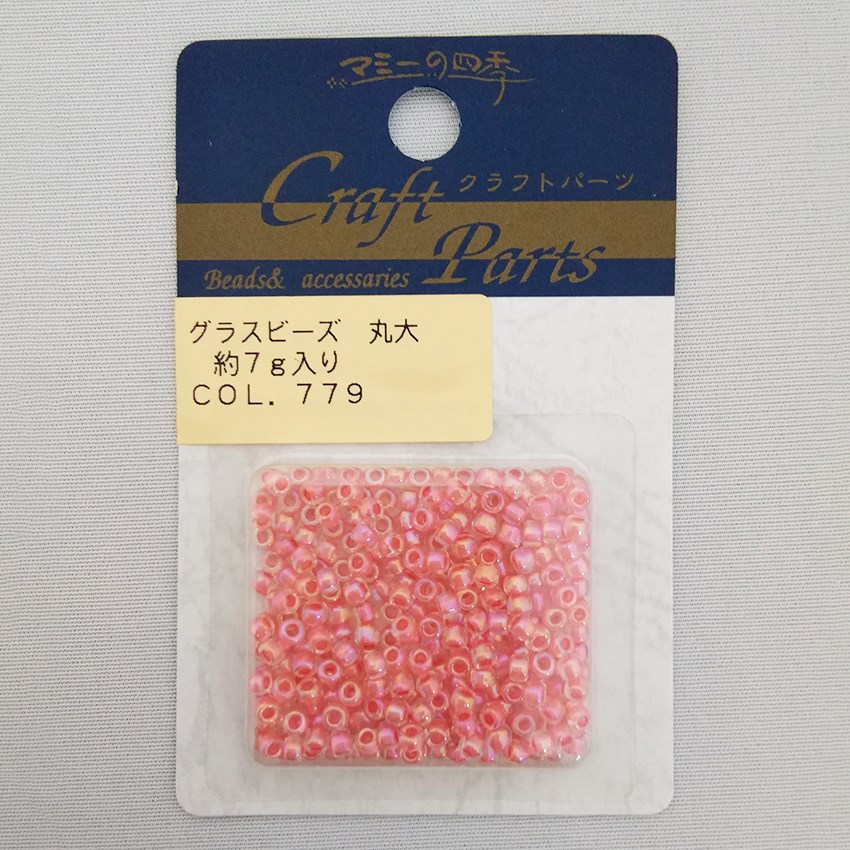 マミーの四季
Craft クラフトパーツ
Parts
Beads& accessaries
グラスビーズ　丸大
約７ｇ入り
ＣＯＬ．７７９